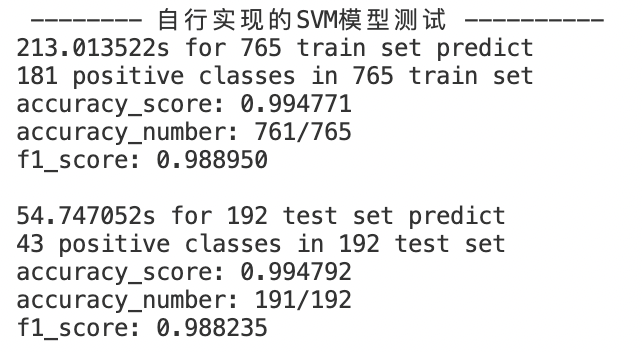 -------- 自行实现的SVM模型测试 ----------
213.013522s for 765 train set predict
181 positive classes in 765 train set
accuracy_score: 0.994771
accuracy_number: 761/765
f1_score: 0.988950
54.747052s for 192 test set predict
43 positive classes in 192 test set
accuracy_score: 0.994792
accuracy_number: 191/192
f1_score: 0.988235